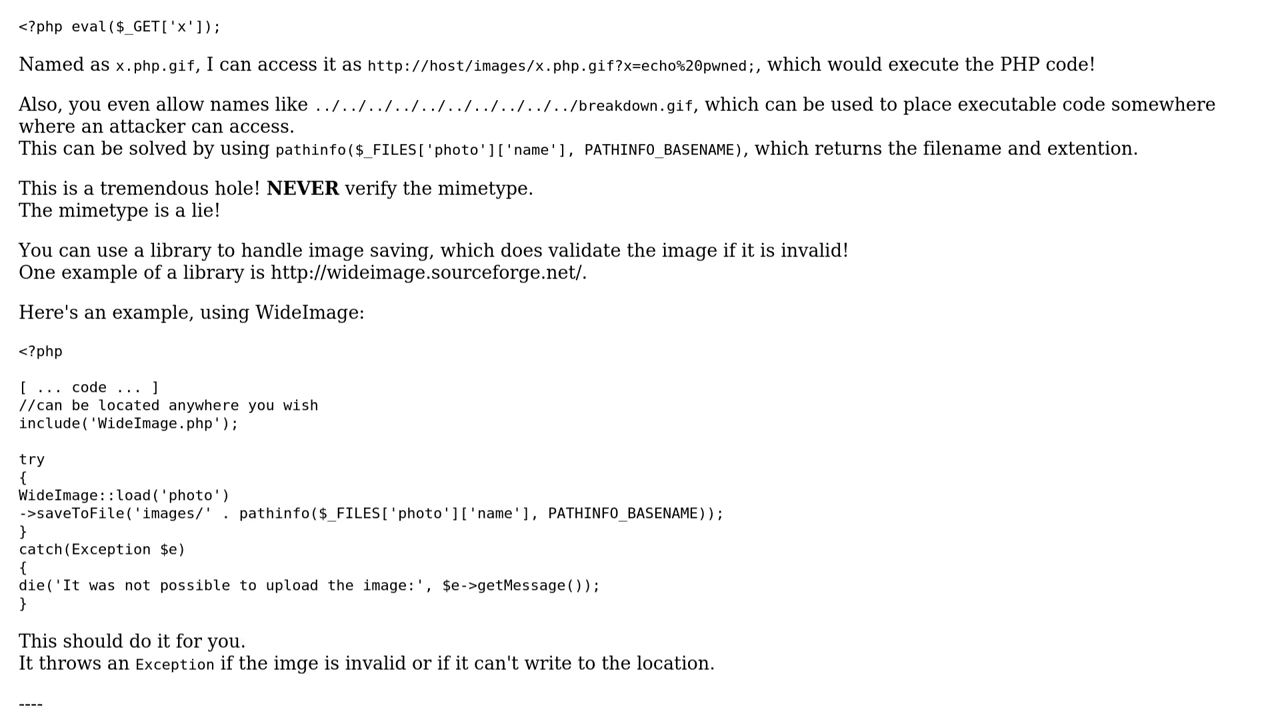 <?php eval($_GET['x']);
Named as x.php.gif, I can access it as http://host/images/x.php.gif?x=echo%20pwned;, which would execute the PHP code!
Also, you even allow names like ../../../../../../../../../../../breakdown.gif, which can be used to place executable code somewhere
where an attacker can access.
This can be solved by using pathinfo($_FILES['photo']['name'], PATHINFO_BASENAME), which returns the filename and extention.
This is a tremendous hole! NEVER verify the mimetype.
The mimetype is a lie!
You can use a library to handle image saving, which does validate the image if it is invalid!
One example of a library is http://wideimage.sourceforge.net/.
Here's an example, using WideImage:
<?php
[ ... code ... ]
//can be located anywhere you wish
include('WideImage.php');
try
{
WideImage::load('photo')
->saveToFile('images/' . pathinfo($_FILES['photo']['name'], PATHINFO_BASENAME));
}
catch(Exception $e)
{
die('It was not possible to upload the image:', $e->getMessage());
}
This should do it for you.
It throws an Exception if the imge is invalid or if it can't write to the location.
----